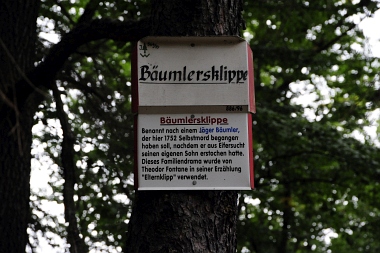 Bäumlersklippe
Bäumlersklippe
Benannt nach einem Jäger Bäumler,
der hier 1752 Selbstmord begangen
haben soll, nachdem er aus Eifersucht
seinen eigenen Sohn erstochen hatte.
Dieses Familiendrama wurde von
Theodor Fontane in seiner Erzählung
"Ellernklipp" verwendet.